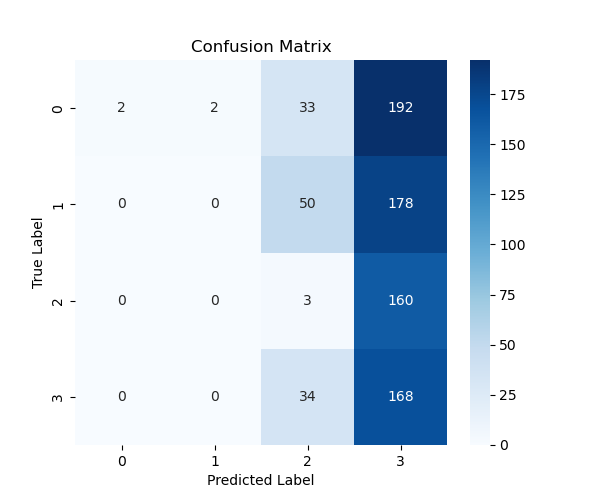 Confusion Matrix
0 2 2 33 192
1 0 0 50 178
2 0 0 3 160
3 0 0 34 168
0 1 2 3
Predicted Label
True Label
175
150
125
100
75
50
25
0